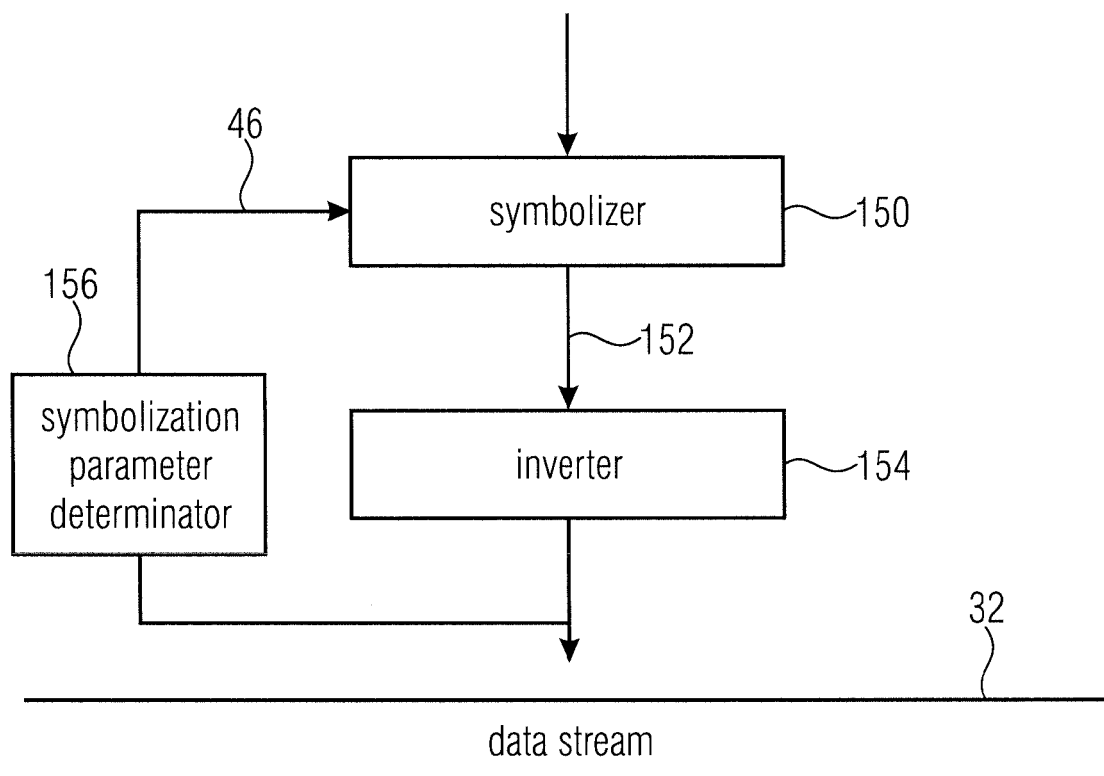 46
symbolizer
150
156
152
symbolization
parameter
determinator
inverter
154
32
data stream